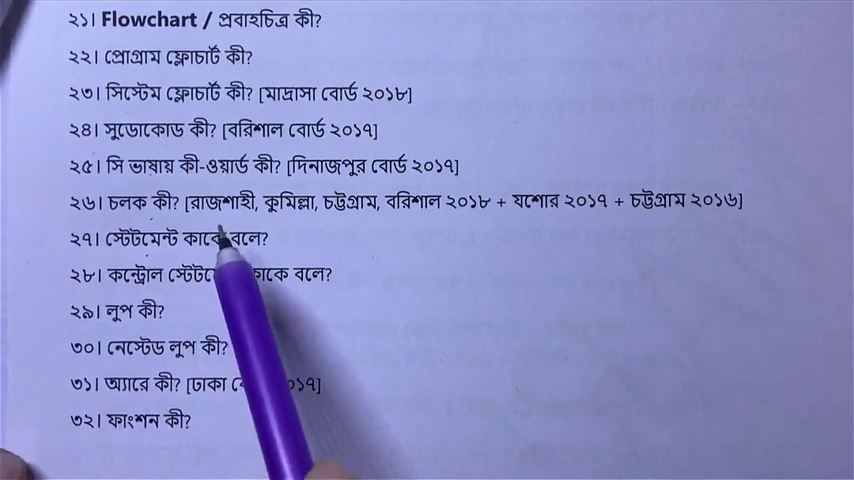 ২১। Flowchart / প্রবাহচিত্র কী?
২২। প্রোগ্রাম ফ্লোচার্ট কী?
২৩। সিস্টেম ফ্লোচার্ট কী? [মাদ্রাসা বোর্ড ২০১৮]
২৪। সুডোকোড কী? [বরিশাল বোর্ড ২০১৭]
২৫। সি ভাষায় কী-ওয়ার্ড কী? [দিনাজপুর বোর্ড ২০১৭]
২৬। চলক কী? [রাজশাহী, কুমিল্লা, চট্টগ্রাম, বরিশাল ২০১৮ + যশোর ২০১৭ + চট্টগ্রাম ২০১৬]
২৭। স্টেটমেন্ট কাকে বলে?
২৮। কন্ট্রোল বলে?
২৯। লুপ কী?
৩০। নেস্টেড লুপ কী?
৩১। অ্যারে কী? [ঢাকা ২০১৭]
৩২। ফাংশন কী?